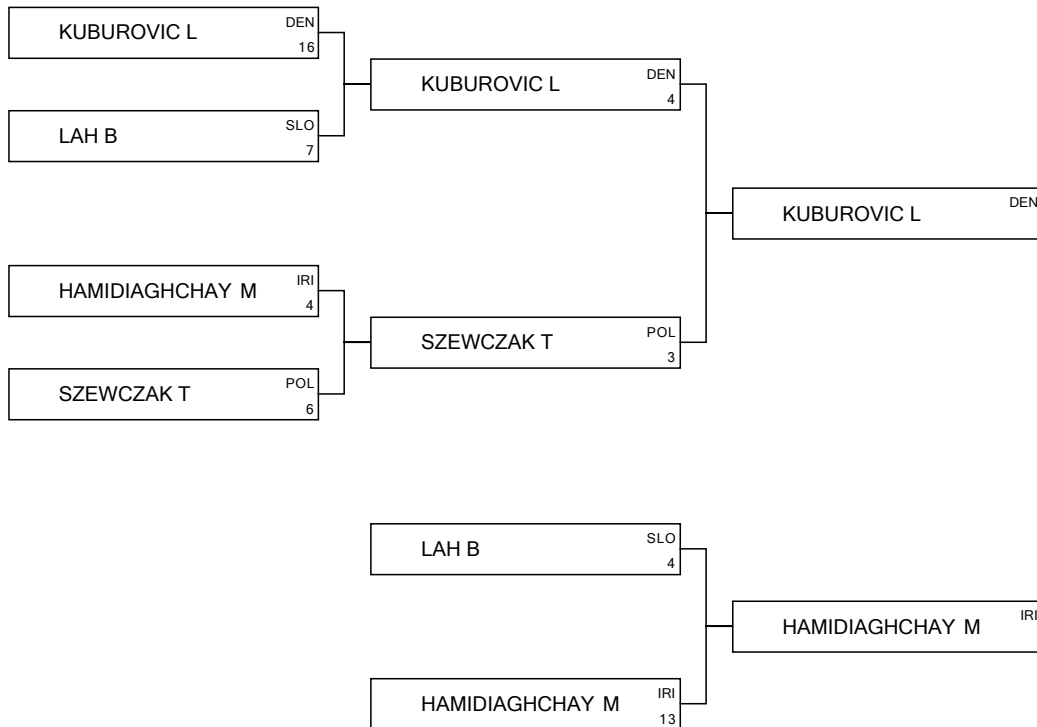 KUBUROVIC L DEN
16
KUBUROVIC L DEN
4
LAH B SLO
7
KUBUROVIC L DEN
HAMIDIAGHCHAY M IRI
4
SZEWCZAK T POL
3
SZEWCZAK T POL
6
LAH B SLO
4
HAMIDIAGHCHAY M IRI
HAMIDIAGHCHAY M IRI
13